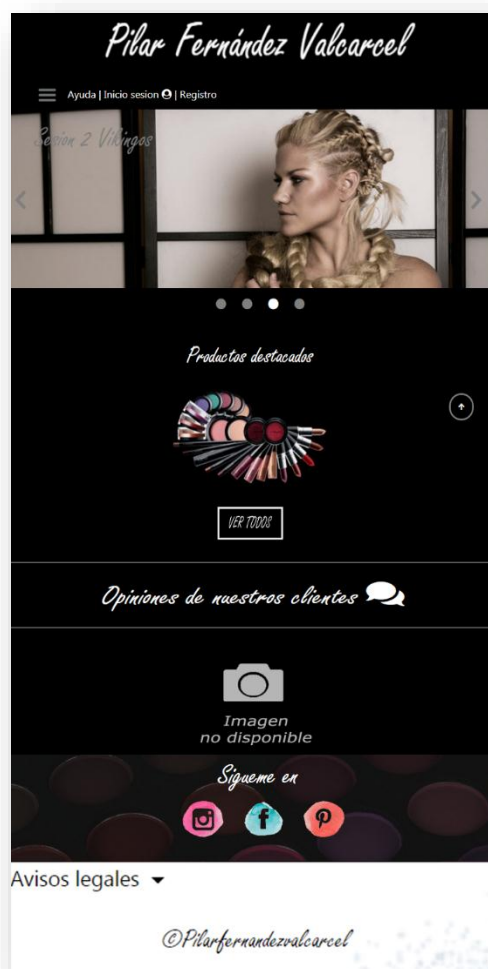 Pilar Fernández Valcarcel
Ayuda | Inicio sesion | Registro
Sesion 2 Vikingos
Productos destacados
VER TODOS
Opiniones de nuestros clientes
Imagen
no disponible
Sígueme en
Avisos legales
©Pilarfernandezvalcarcel